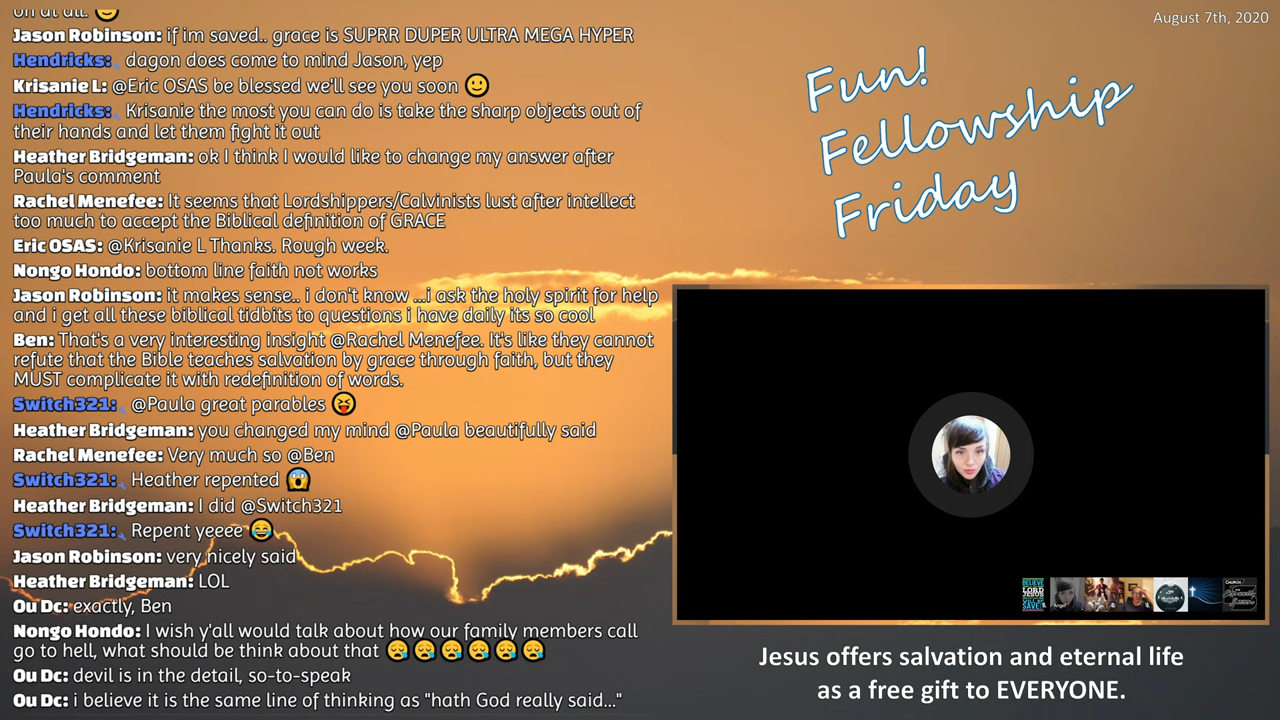 on at all.
Jason Robinson: if im saved.. grace is SUPRR DUPER ULTRA MEGA HYPER
Hendricks: dagon does come to mind Jason, yep
Krisanie L: @Eric OSAS be blessed we'll see you soon
Hendricks: Krisanie the most you can do is take the sharp objects out of
their hands and let them fight it out
Heather Bridgeman: ok I think I would like to change my answer after
Paula's comment
Rachel Menefee: It seems that Lordshippers/Calvinists lust after intellect
too much to accept the Biblical definition of GRACE
Eric OSAS: @Krisanie L Thanks. Rough week.
Nongo Hondo: bottom line faith not works
Jason Robinson: it makes sense.. i don't know ...i ask the holy spirit for help
and i get all these biblical tidbits to questions i have daily its so cool
Ben: That's a very interesting insight @Rachel Menefee. It's like they cannot
refute that the Bible teaches salvation by grace through faith, but they
MUST complicate it with redefinition of words.
Switch321: @Paula great parables
Heather Bridgeman: you changed my mind @Paula beautifully said
Rachel Menefee: Very much so @Ben
Switch321: Heather repented
Heather Bridgeman: I did @Switch321
Switch321: Repent yeeee
Jason Robinson: very nicely said
Heather Bridgeman: LOL
Ou Dc: exactly, Ben
Nongo Hondo: I wish y'all would talk about how our family members call
go to hell, what should be think about that
Ou Dc: devil is in the detail, so-to-speak
Ou Dc: i believe it is the same line of thinking as "hath God really said..."
August 7th, 2020
Fun!
Fellowship
Friday
BELIEVE
LORD
JESUS
SAVE
Angel
CHURCH
Jesus offers salvation and eternal life
as a free gift to EVERYONE.